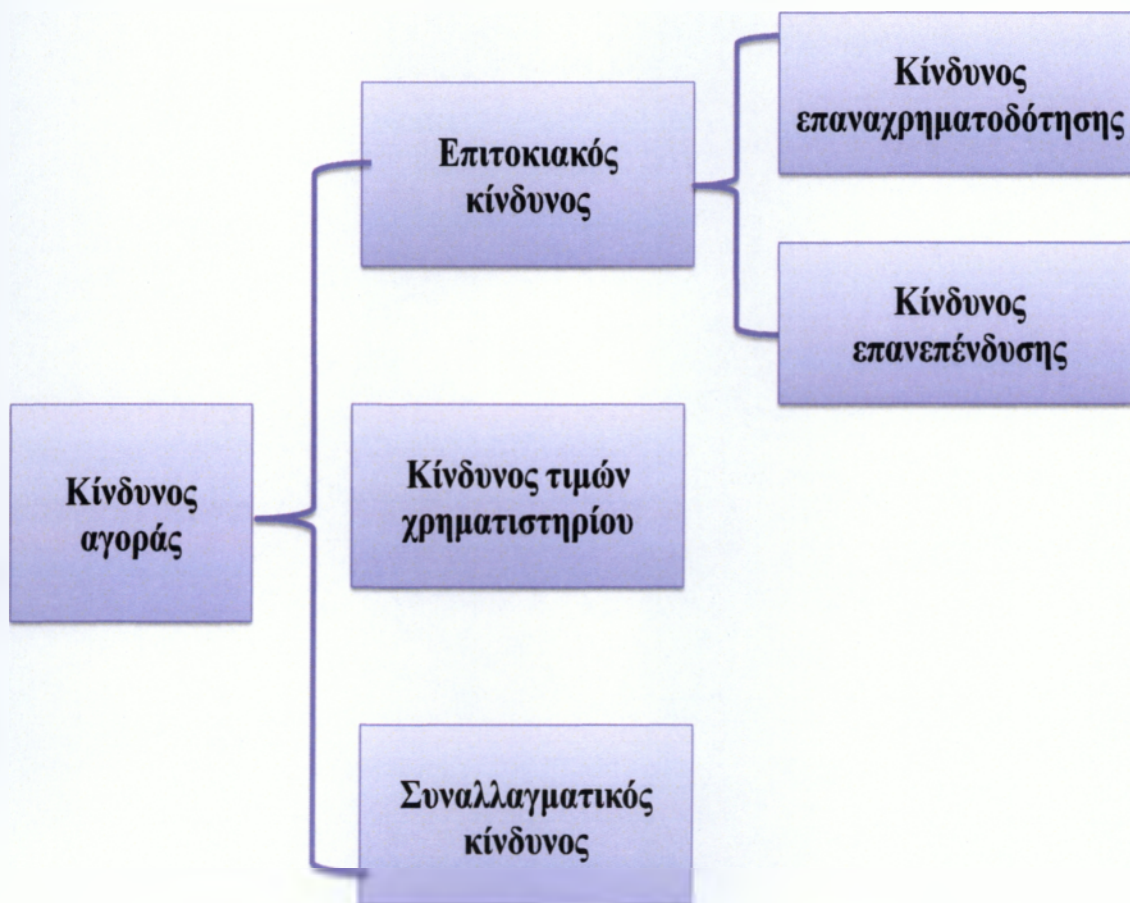 Κίνδυνος
αγοράς
Επιτοκιακός
κίνδυνος
Κίνδυνος
επαναχρηματοδότησης
Κίνδυνος
επανεπένδυσης
Κίνδυνος τιμών
χρηματιστηρίου
Συναλλαγματικός
κίνδυνος